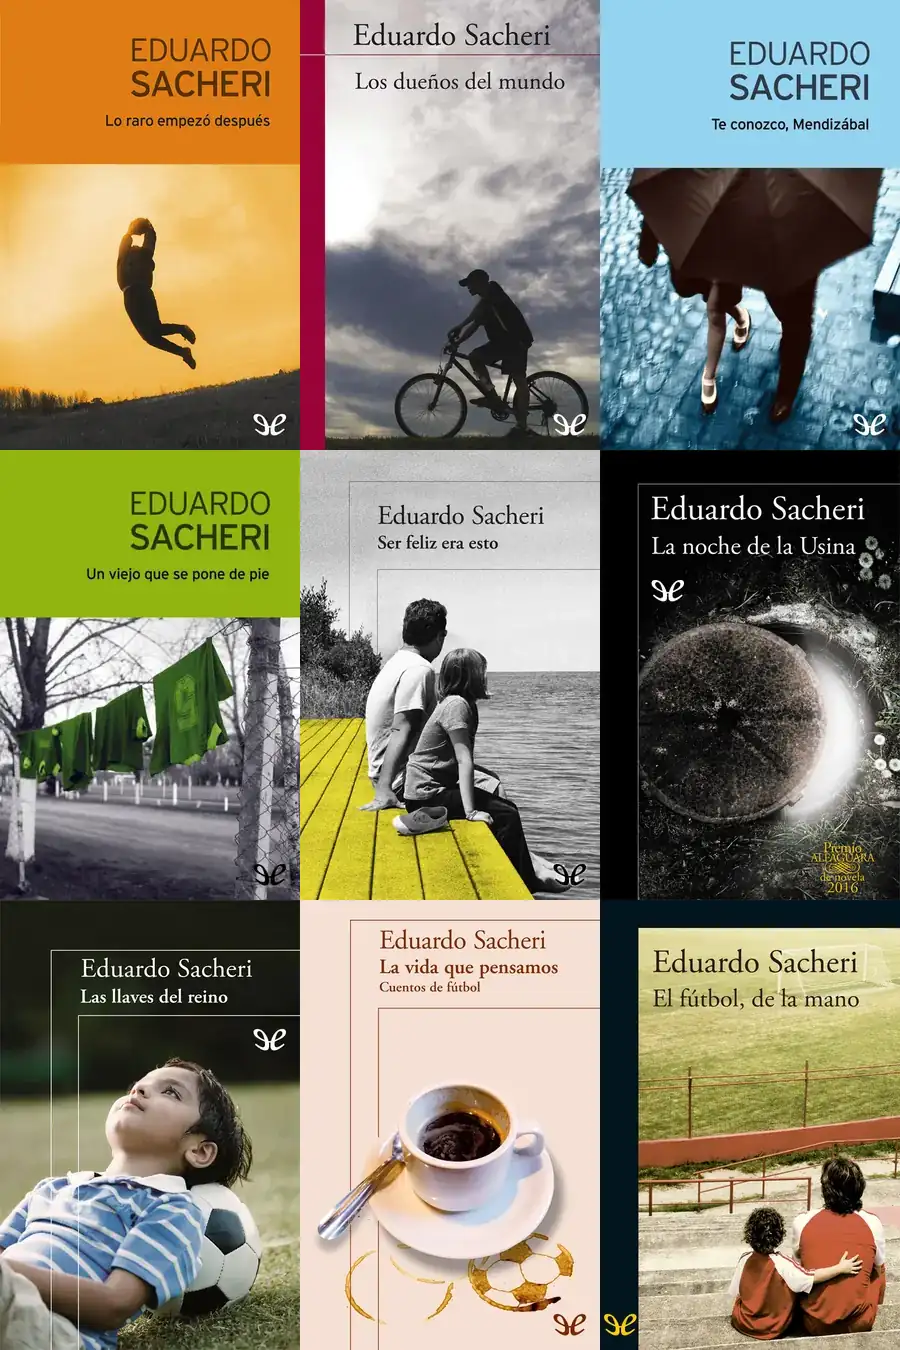 EDUARDO
SACHERI
Lo raro empezó después
Eduardo Sacheri
Los dueños del mundo
EDUARDO
SACHERI
Te conozco, Mendizábal
EDUARDO
SACHERI
Un viejo que se pone de pie
Eduardo Sacheri
Ser feliz era esto
Eduardo Sacheri
La noche de la Usina
Premio
ALFAGUARA
de novela
2016
Eduardo Sacheri
Las llaves del reino
Eduardo Sacheri
La vida que pensamos
Cuentos de fútbol
Eduardo Sacheri
El fútbol, de la mano